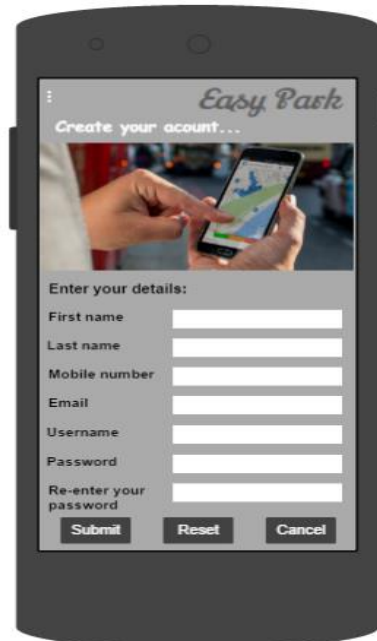 Easy Park
Create your acount...
Enter your details:
First name
Last name
Mobile number
Email
Username
Password
Re-enter your
password
Submit Reset Cancel